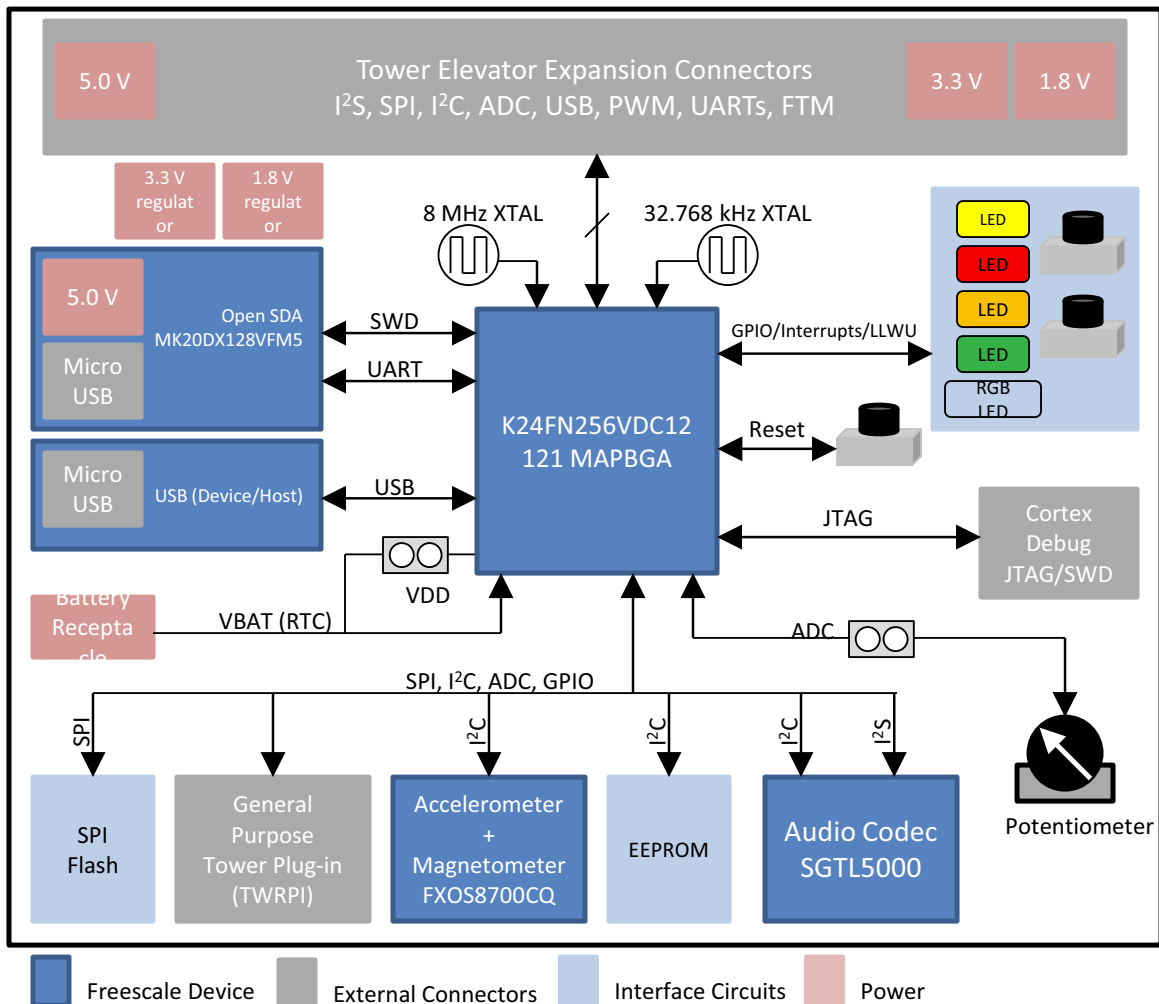 5.0 V
Tower Elevator Expansion Connectors
I²S, SPI, I²C, ADC, USB, PWM, UARTs, FTM
3.3 V
1.8 V
3.3 V
regulat
or
1.8 V
regulat
or
8 MHz XTAL
32.768 kHz XTAL
LED
LED
LED
LED
RGB
LED
5.0 V
Open SDA
MK20DX128VFM5
Micro
USB
SWD
UART
GPIO/Interrupts/LLWU
K24FN256VDC12
121 MAPBGA
Reset
Micro
USB
USB (Device/Host)
USB
JTAG
Cortex
Debug
JTAG/SWD
VDD
Battery
Recepta
cle
VBAT (RTC)
ADC
SPI, I²C, ADC, GPIO
SPI
I²C
I²C
I²C
I²S
SPI
Flash
General
Purpose
Tower Plug-in
(TWRPI)
Accelerometer
+
Magnetometer
FXOS8700CQ
EEPROM
Audio Codec
SGTL5000
Potentiometer
Freescale Device
External Connectors
Interface Circuits
Power